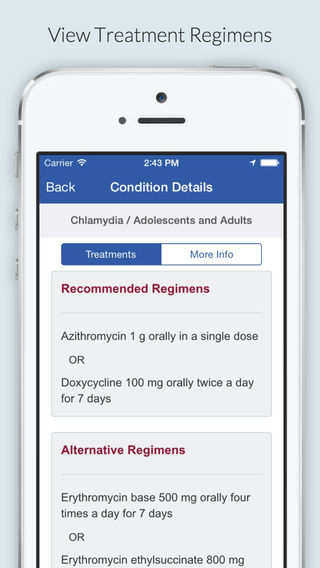 View Treatment Regimens
Carrier 2:43 PM
Back Condition Details
Chlamydia / Adolescents and Adults
Treatments More Info
Recommended Regimens
Azithromycin 1 g orally in a single dose
OR
Doxycycline 100 mg orally twice a day
for 7 days
Alternative Regimens
Erythromycin base 500 mg orally four
times a day for 7 days
OR
Erythromycin ethylsuccinate 800 mg